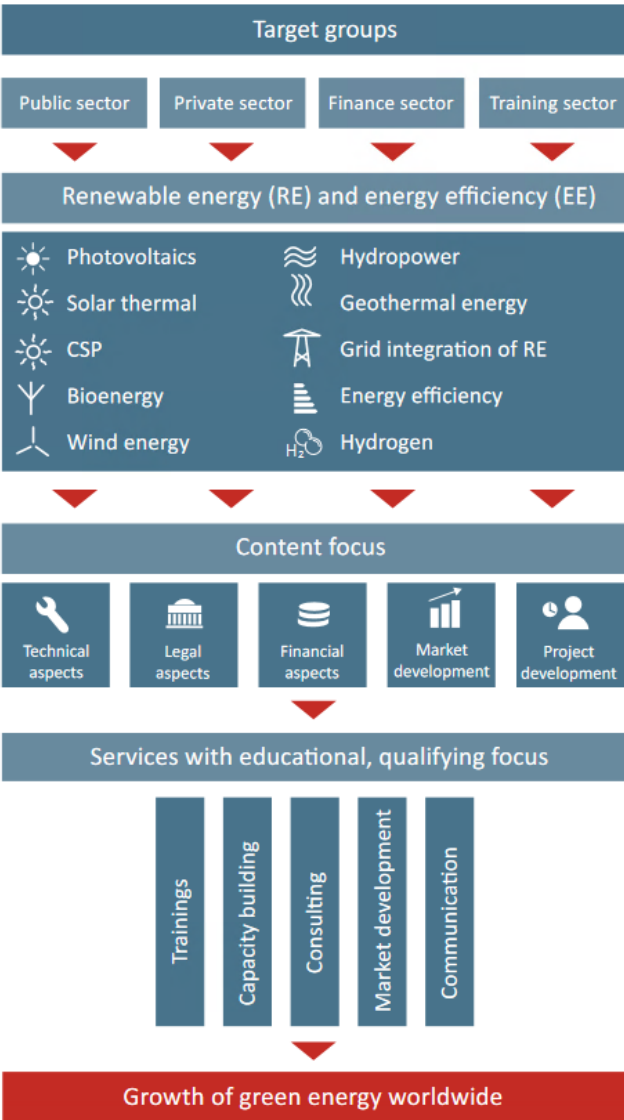 Target groups
Public sector
Private sector
Finance sector
Training sector
Renewable energy (RE) and energy efficiency (EE)
Photovoltaics
Solar thermal
CSP
Bioenergy
Wind energy
Hydropower
Geothermal energy
Grid integration of RE
Energy efficiency
H₂
Hydrogen
Content focus
Technical
aspects
Legal
aspects
Financial
aspects
Market
development
Project
development
Services with educational, qualifying focus
Trainings
Capacity building
Consulting
Market development
Communication
Growth of green energy worldwide